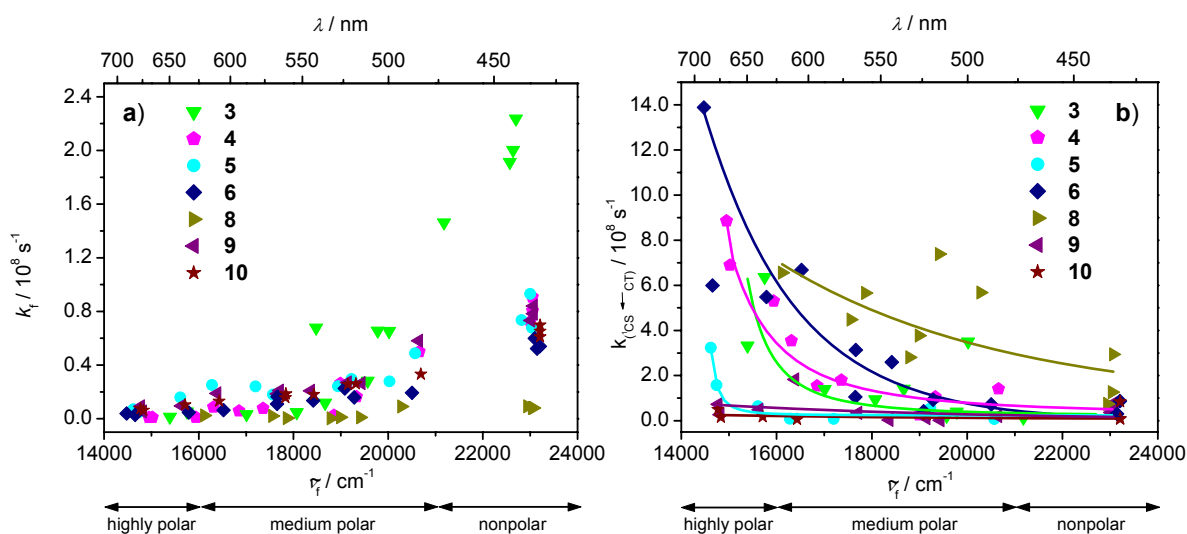 λ / nm
700 650 600 550 500 450
a)
3
4
5
6
8
9
10
2.4
2.0
1.6
1.2
0.8
0.4
0.0
k_f / 10^8 s^-1
14000 16000 18000 20000 22000 24000
ṽ_f / cm^-1
highly polar medium polar nonpolar
λ / nm
700 650 600 575 550 525 500 475 450
b)
3
4
5
6
8
9
10
14.0
12.0
10.0
8.0
6.0
4.0
2.0
0.0
k(^1CS ← CT) / 10^8 s^-1
14000 16000 18000 20000 22000 24000
ṽ_f / cm^-1
highly polar medium polar nonpolar